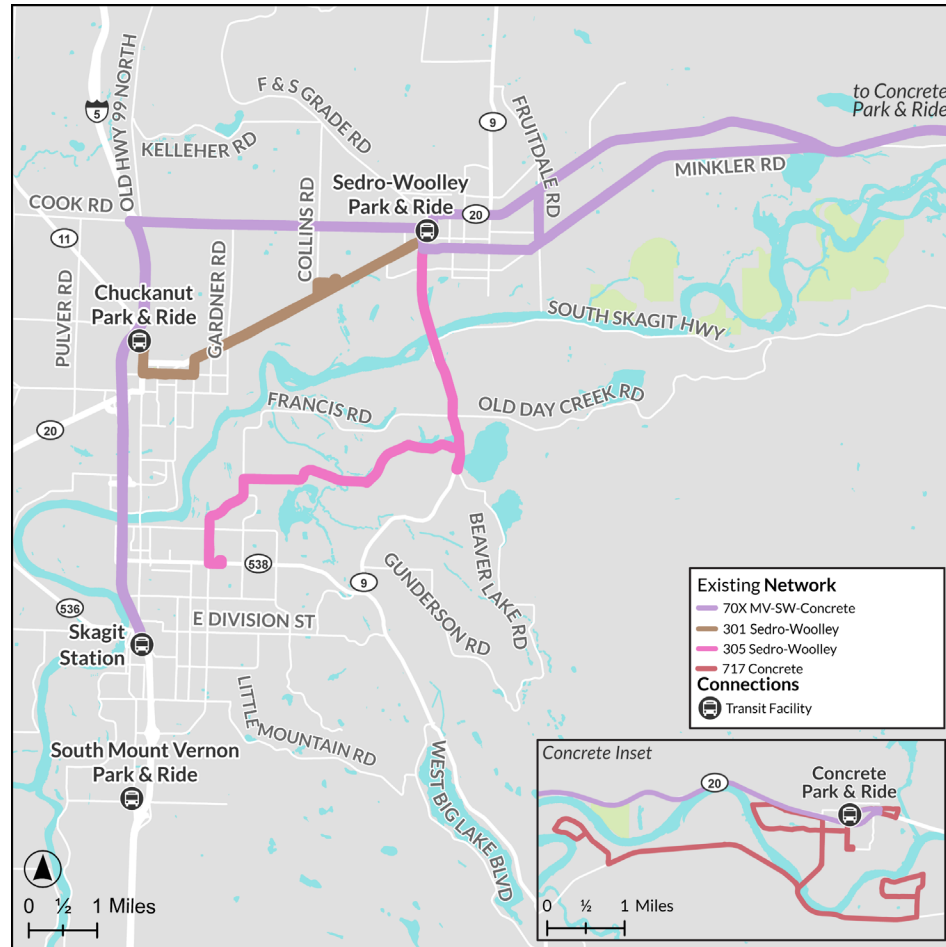 OLD HWY 99 NORTH
5
F & S GRADE RD
KELLEHER RD
9
FRUITDALE RD
to Concrete
Park & Ride
MINKLER RD
COOK RD
COLLINS RD
Sedro-Woolley
Park & Ride
20
11
PULVER RD
GARDNER RD
Chuckanut
Park & Ride
SOUTH SKAGIT HWY
FRANCIS RD
OLD DAY CREEK RD
20
BEAVER LAKE RD
538
9
GUNDERSON RD
536
E DIVISION ST
Skagit
Station
LITTLE MOUNTAIN RD
South Mount Vernon
Park & Ride
WEST BIG LAKE BLVD
0 ½ 1 Miles
Existing Network
70X MV-SW-Concrete
301 Sedro-Woolley
305 Sedro-Woolley
717 Concrete
Connections
Transit Facility
Concrete Inset
20
Concrete
Park & Ride
0 ½ 1 Miles